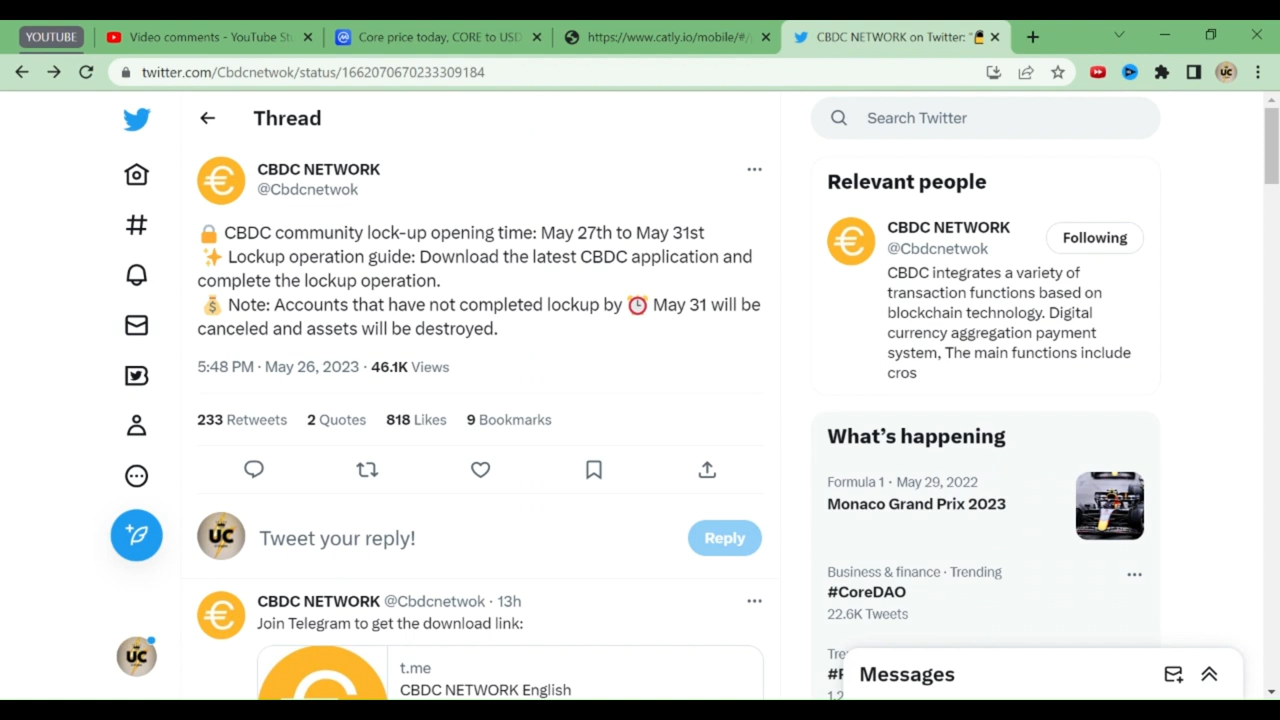 YOUTUBE
Video comments - YouTube Stu
Core price today, CORE to USD
https://www.catly.io/mobile/#/
CBDC NETWORK on Twitter: "
twitter.com/Cbdcnetwok/status/1662070670233309184
UC
Thread
Search Twitter
CBDC NETWORK
@Cbdcnetwok
CBDC community lock-up opening time: May 27th to May 31st
Lockup operation guide: Download the latest CBDC application and
complete the lockup operation.
Note: Accounts that have not completed lockup by ⏰ May 31 will be
canceled and assets will be destroyed.
5:48 PM · May 26, 2023 · 46.1K Views
233 Retweets 2 Quotes 818 Likes 9 Bookmarks
UC
Tweet your reply!
Reply
CBDC NETWORK @Cbdcnetwok · 13h
Join Telegram to get the download link:
t.me
CBDC NETWORK English
UC
Relevant people
CBDC NETWORK
@Cbdcnetwok
Following
CBDC integrates a variety of
transaction functions based on
blockchain technology. Digital
currency aggregation payment
system, The main functions include
cros
What's happening
Formula 1 · May 29, 2022
Monaco Grand Prix 2023
Business & finance · Trending
#CoreDAO
22.6K Tweets
Messages